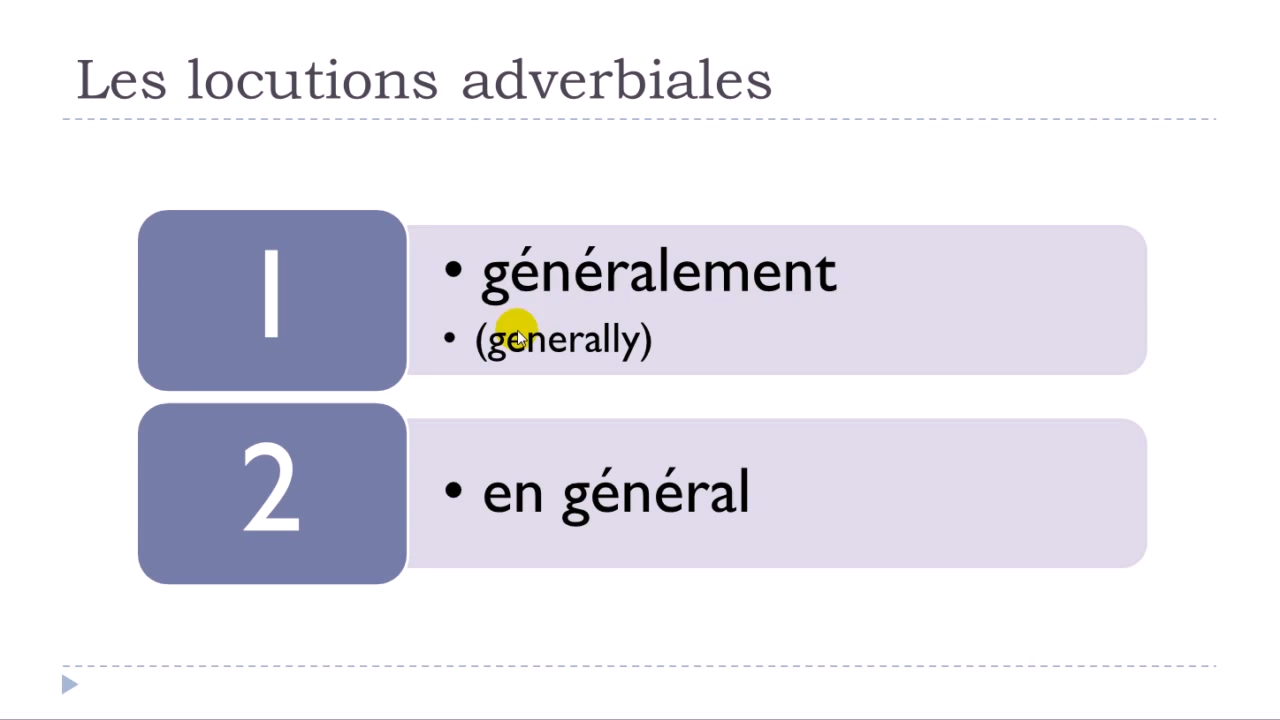 Les locutions adverbiales
1
• généralement
• (generally)
2
• en général